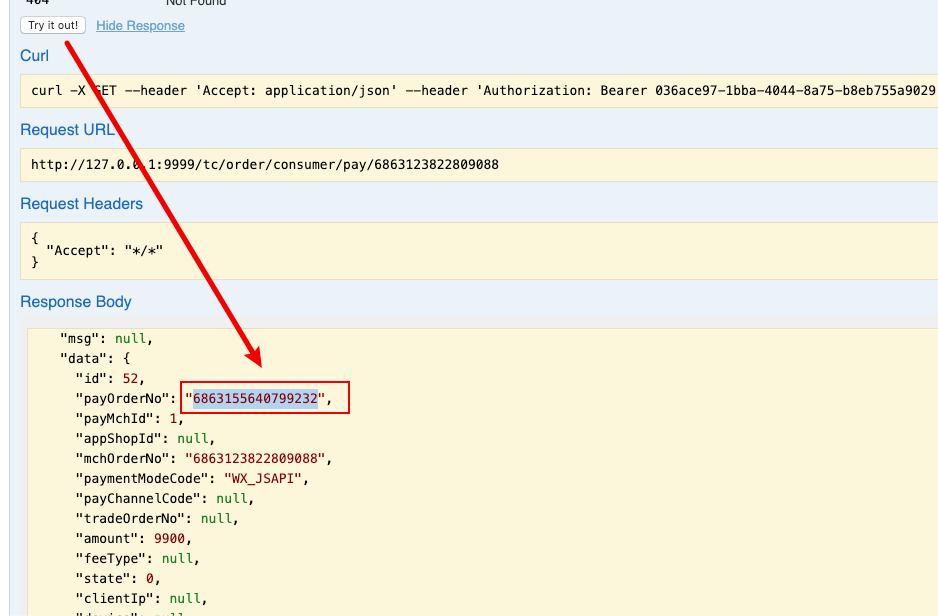 404 Not Found
Try it out! Hide Response
Curl
curl -X GET --header 'Accept: application/json' --header 'Authorization: Bearer 036ace97-1bba-4044-8a75-b8eb755a9029
Request URL
http://127.0.0.1:9999/tc/order/consumer/pay/6863123822809088
Request Headers
{
"Accept": "*/*"
}
Response Body
"msg": null,
"data": {
"id": 52,
"payOrderNo": "6863155640799232",
"payMchId": 1,
"appShopId": null,
"mchOrderNo": "6863123822809088",
"paymentModeCode": "WX_JSAPI",
"payChannelCode": null,
"tradeOrderNo": null,
"amount": 9900,
"feeType": null,
"state": 0,
"clientIp": null,